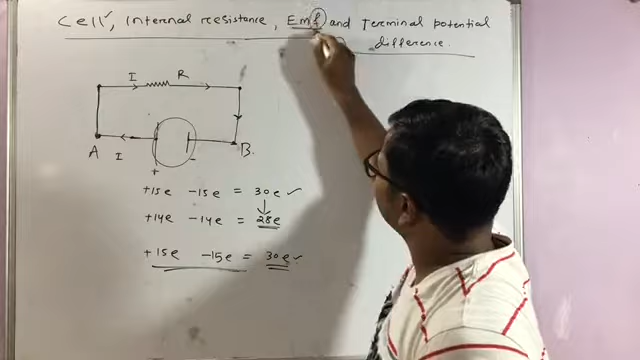 Cell✓, Internal resistance, Emf and Terminal potential
difference.
I R
A I B.
+ -
+15e -15e = 30e ✓
+14e -14e = 28e
+15e -15e = 30e ✓